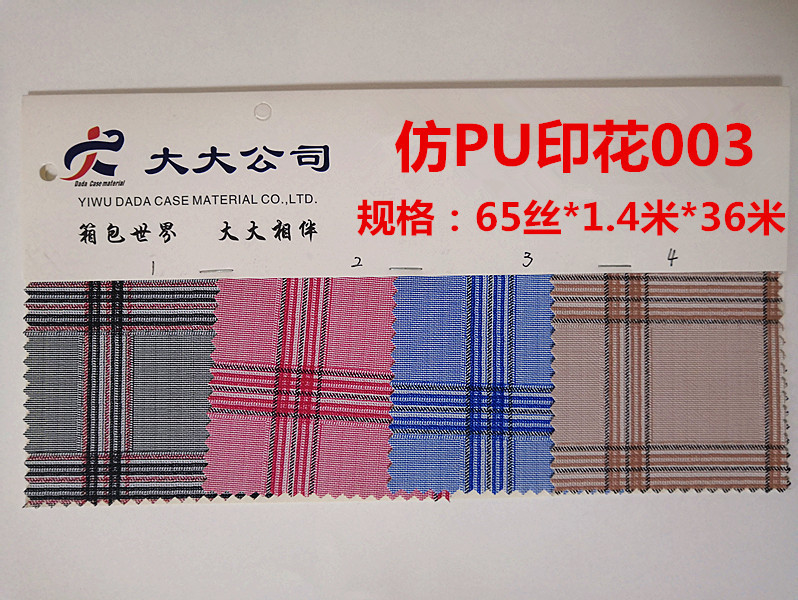 仿PU印花003
大大公司
Dada Case material
YIWU DADA CASE MATERIAL CO.,LTD.
规格：65丝*1.4米*36米
箱包世界 大大相伴
1 2 3 4